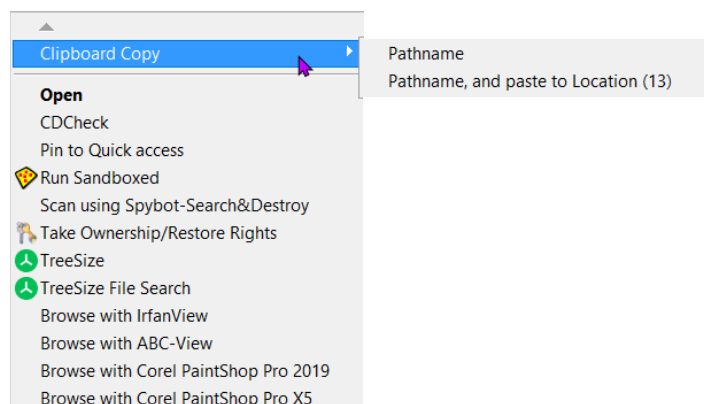 Clipboard Copy
Pathname
Pathname, and paste to Location (13)
Open
CDCheck
Pin to Quick access
Run Sandboxed
Scan using Spybot-Search&Destroy
Take Ownership/Restore Rights
TreeSize
TreeSize File Search
Browse with IrfanView
Browse with ABC-View
Browse with Corel PaintShop Pro 2019
Browse with Corel PaintShop Pro X5